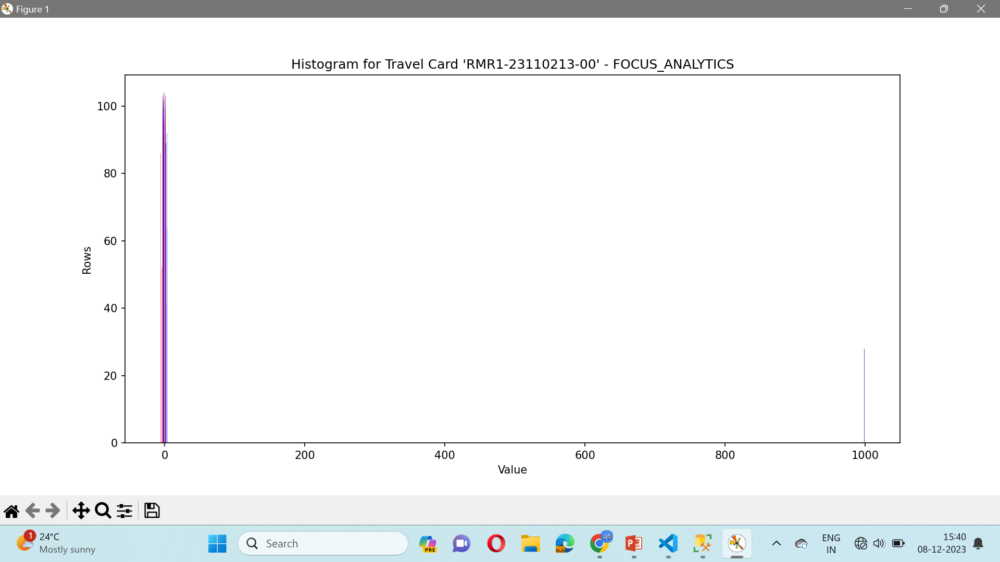 Figure 1
Histogram for Travel Card 'RMR1-23110213-00' - FOCUS_ANALYTICS
100
80
60
40
20
0
Rows
0 200 400 600 800 1000
Value
1
24°C
Mostly sunny
Search
PRE
P
ENG
IN
15:40
08-12-2023